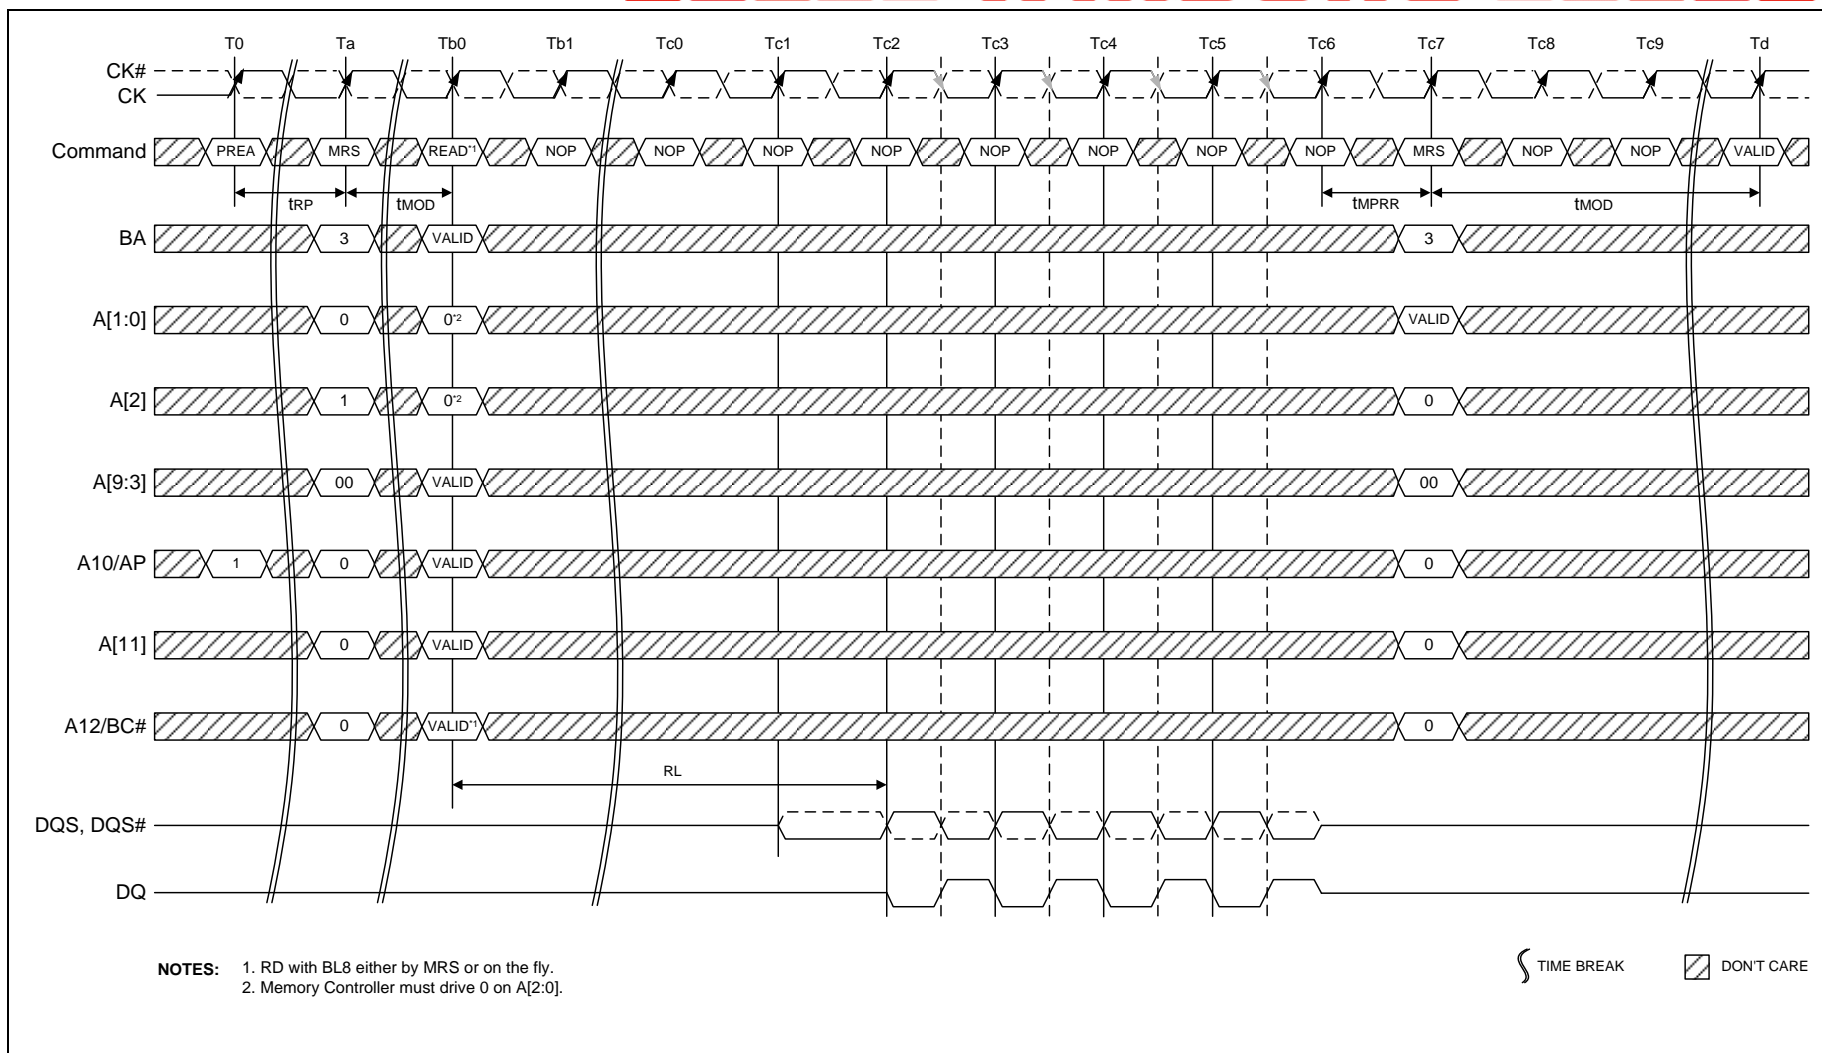 T0 Ta Tb0 Tb1 Tc0 Tc1 Tc2 Tc3 Tc4 Tc5 Tc6 Tc7 Tc8 Tc9 Td
CK#
CK
Command PREA MRS READ*1 NOP NOP NOP NOP NOP NOP NOP NOP MRS NOP NOP VALID
tRP tMOD tMPRR tMOD
BA 3 VALID 3
A[1:0] 0 0*2 VALID
A[2] 1 0*2 0
A[9:3] 00 VALID 00
A10/AP 1 0 VALID 0
A[11] 0 VALID 0
A12/BC# 0 VALID*1 0
RL
DQS, DQS#
DQ
NOTES: 1. RD with BL8 either by MRS or on the fly.
2. Memory Controller must drive 0 on A[2:0].
TIME BREAK DON'T CARE